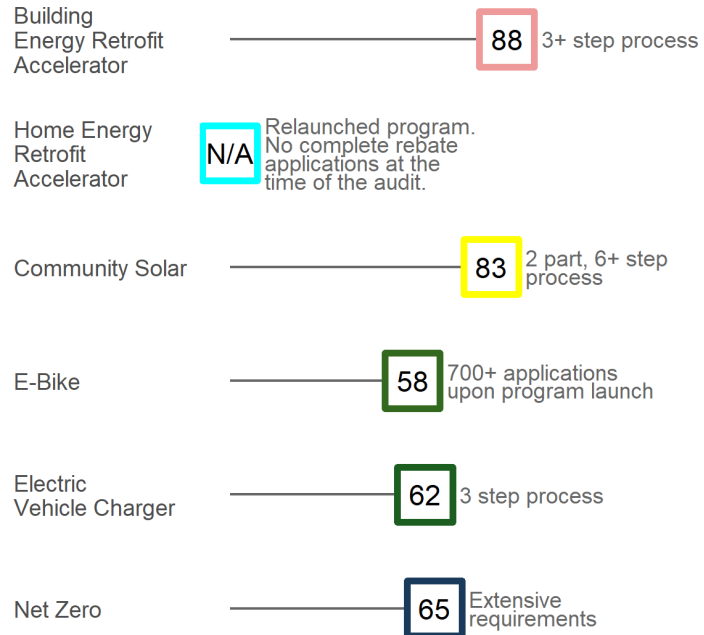 Building
Energy Retrofit
Accelerator
88
3+ step process
Home Energy
Retrofit
Accelerator
N/A
Relaunched program.
No complete rebate
applications at the
time of the audit.
Community Solar
83
2 part, 6+ step
process
E-Bike
58
700+ applications
upon program launch
Electric
Vehicle Charger
62
3 step process
Net Zero
65
Extensive
requirements